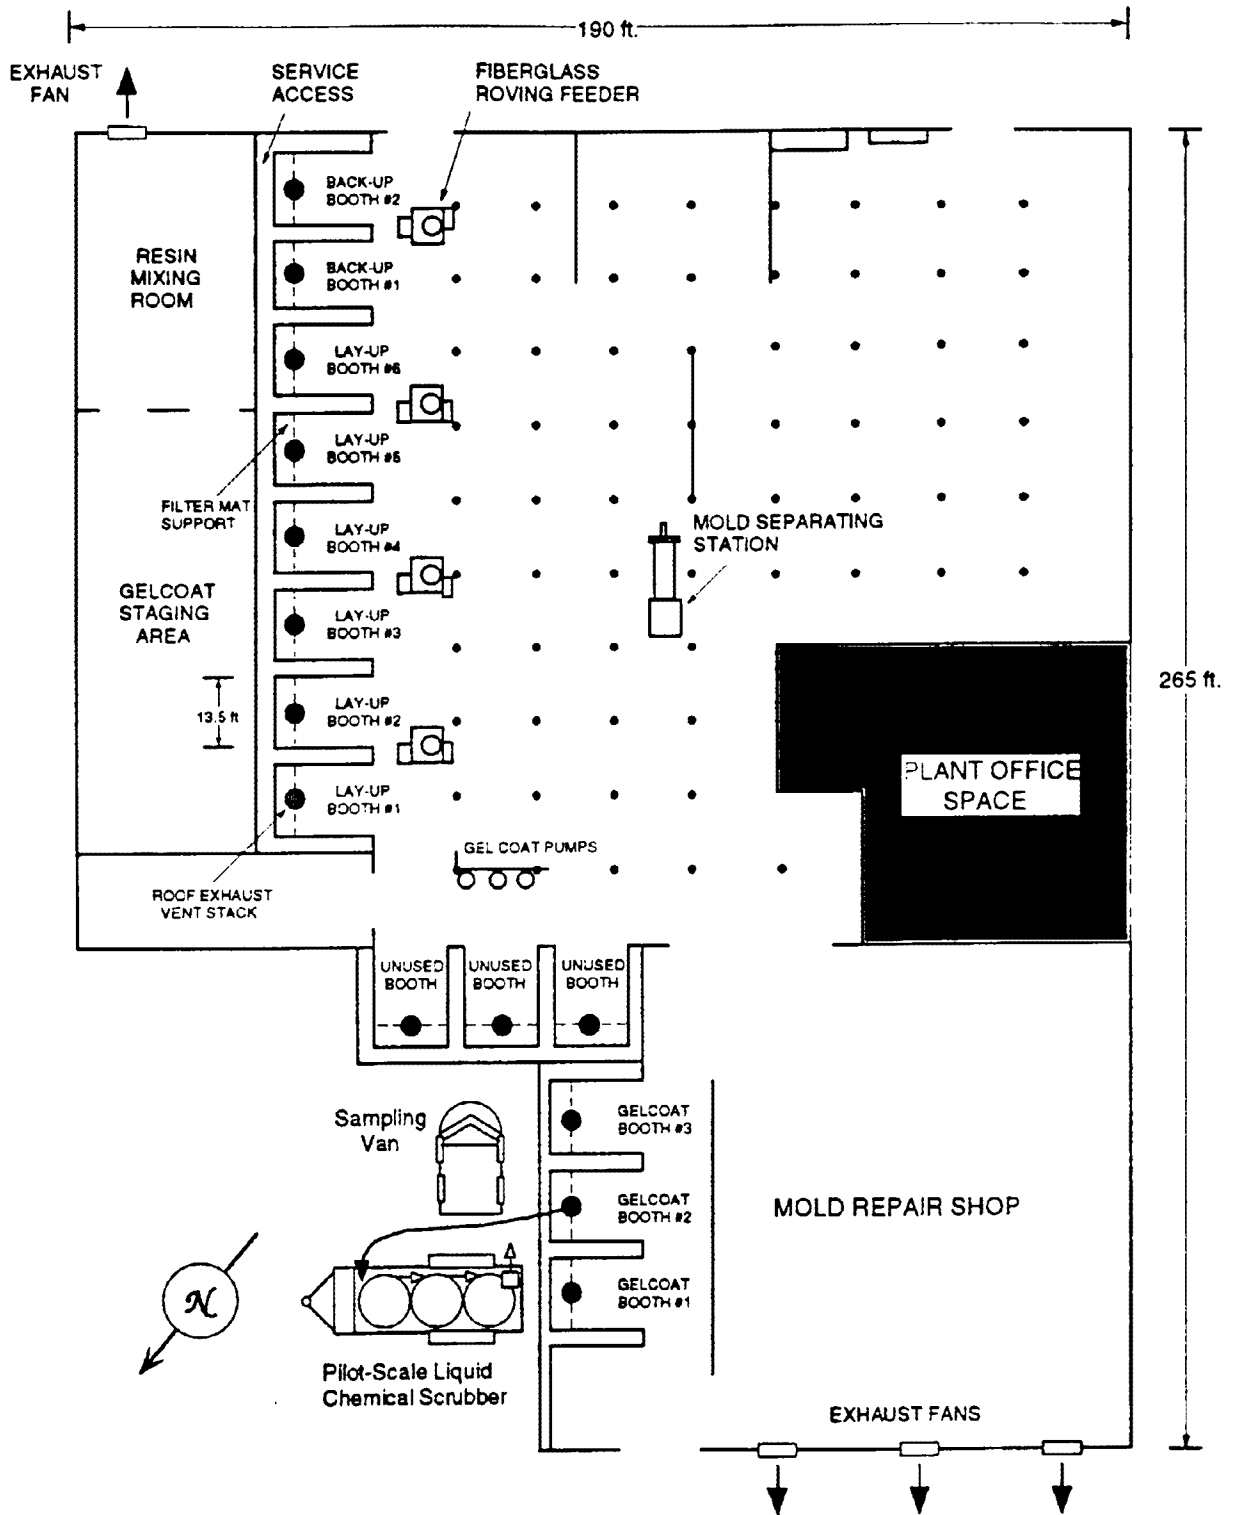 190 ft.
EXHAUST
FAN
SERVICE
ACCESS
FIBERGLASS
ROVING FEEDER
BACK-UP
BOOTH #2
RESIN
MIXING
ROOM
BACK-UP
BOOTH #1
LAY-UP
BOOTH #6
LAY-UP
BOOTH #5
FILTER MAT
SUPPORT
LAY-UP
BOOTH #4
MOLD SEPARATING
STATION
GELCOAT
STAGING
AREA
LAY-UP
BOOTH #3
265 ft.
13.5 ft
LAY-UP
BOOTH #2
PLANT OFFICE
SPACE
LAY-UP
BOOTH #1
GEL COAT PUMPS
ROOF EXHAUST
VENT STACK
UNUSED
BOOTH
UNUSED
BOOTH
UNUSED
BOOTH
Sampling
Van
GELCOAT
BOOTH #3
GELCOAT
BOOTH #2
MOLD REPAIR SHOP
GELCOAT
BOOTH #1
N
Pilot-Scale Liquid
Chemical Scrubber
EXHAUST FANS